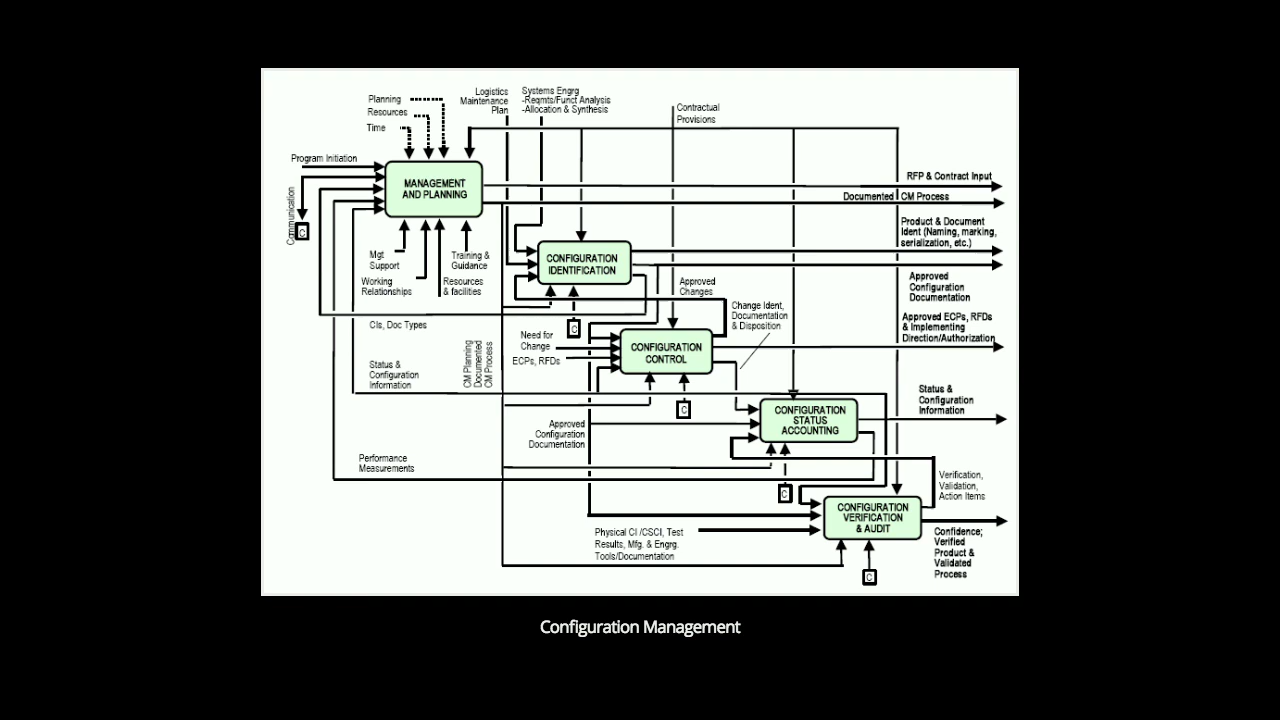 Planning
Resources
Time
Logistics
Maintenance
Plan
Systems Engrg
-Reqmts/Funct Analysis
-Allocation & Synthesis
Contractual
Provisions
Program Initiation
Communication
C
MANAGEMENT
AND PLANNING
RFP & Contract Input
Documented CM Process
Product & Document
Ident (Naming, marking,
serialization, etc.)
Mgt
Support
Working
Relationships
Training &
Guidance
Resources
& facilities
CONFIGURATION
IDENTIFICATION
Approved
Changes
Approved
Configuration
Documentation
Change Ident,
Documentation
& Disposition
CIs, Doc Types
C
Need for
Change
ECPs, RFDs
CONFIGURATION
CONTROL
Approved ECPs, RFDs
& Implementing
Direction/Authorization
Status &
Configuration
Information
CM Planning
Documented
CM Process
C
CONFIGURATION
STATUS
ACCOUNTING
Status &
Configuration
Information
Approved
Configuration
Documentation
Performance
Measurements
C
Verification,
Validation,
Action Items
CONFIGURATION
VERIFICATION
& AUDIT
Physical CI /CSCI, Test
Results, Mfg. & Engrg.
Tools/Documentation
C
Confidence;
Verified
Product &
Validated
Process
Configuration Management